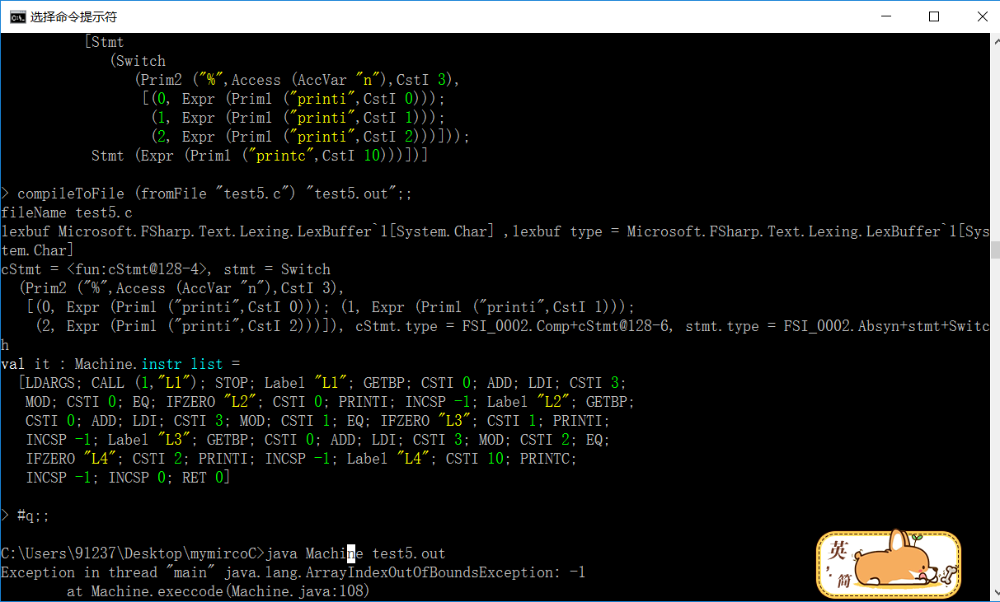 选择命令提示符
[Stmt
(Switch
(Prim2 ("%",Access (AccVar "n"),CstI 3),
[(0, Expr (Prim1 ("printi",CstI 0)));
(1, Expr (Prim1 ("printi",CstI 1)));
(2, Expr (Prim1 ("printi",CstI 2)))]));
Stmt (Expr (Prim1 ("printc",CstI 10)))])]
> compileToFile (fromFile "test5.c") "test5.out";;
fileName test5.c
lexbuf Microsoft.FSharp.Text.Lexing.LexBuffer`1[System.Char] ,lexbuf type = Microsoft.FSharp.Text.Lexing.LexBuffer`1[Sys
tem.Char]
cStmt = <fun:cStmt@128-4>, stmt = Switch
(Prim2 ("%",Access (AccVar "n"),CstI 3),
[(0, Expr (Prim1 ("printi",CstI 0))); (1, Expr (Prim1 ("printi",CstI 1)));
(2, Expr (Prim1 ("printi",CstI 2)))]), cStmt.type = FSI_0002.Comp+cStmt@128-6, stmt.type = FSI_0002.Absyn+stmt+Switc
h
val it : Machine.instr list =
[LDARGS; CALL (1,"L1"); STOP; Label "L1"; GETBP; CSTI 0; ADD; LDI; CSTI 3;
MOD; CSTI 0; EQ; IFZERO "L2"; CSTI 0; PRINTI; INCSP -1; Label "L2"; GETBP;
CSTI 0; ADD; LDI; CSTI 3; MOD; CSTI 1; EQ; IFZERO "L3"; CSTI 1; PRINTI;
INCSP -1; Label "L3"; GETBP; CSTI 0; ADD; LDI; CSTI 3; MOD; CSTI 2; EQ;
IFZERO "L4"; CSTI 2; PRINTI; INCSP -1; Label "L4"; CSTI 10; PRINTC;
INCSP -1; INCSP 0; RET 0]
> #q;;
C:\Users\91237\Desktop\mymircoC>java Machine test5.out
Exception in thread "main" java.lang.ArrayIndexOutOfBoundsException: -1
at Machine.execcode(Machine.java:108)
英
’简